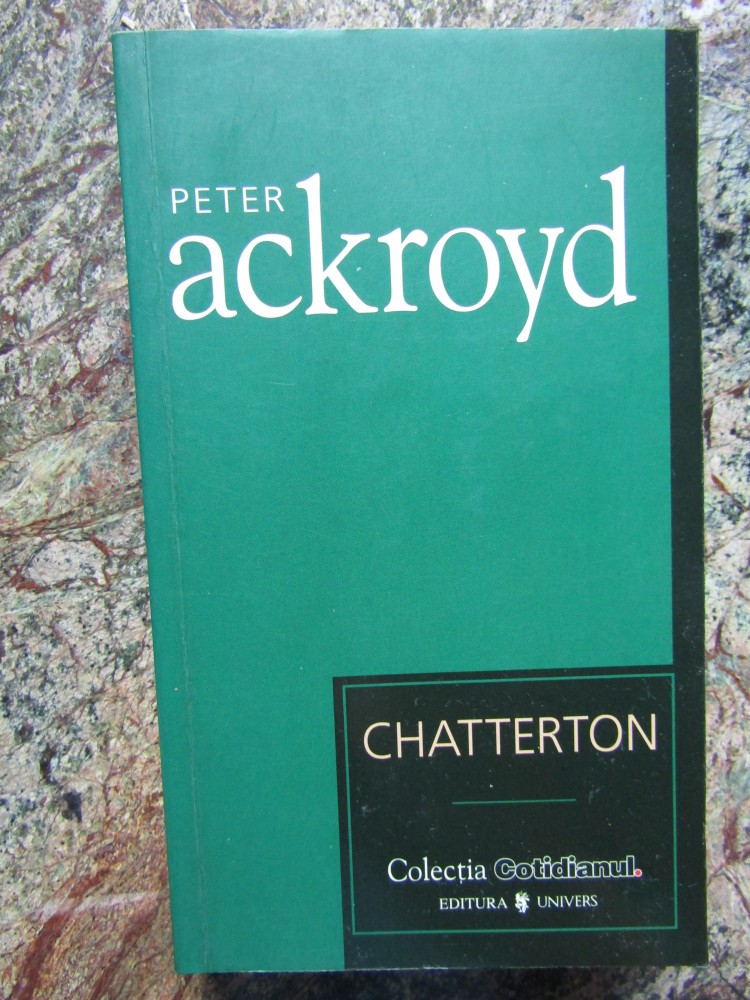 PETER
ackroyd
CHATTERTON
Colecția Cotidianul.
EDITURA UNIVERS